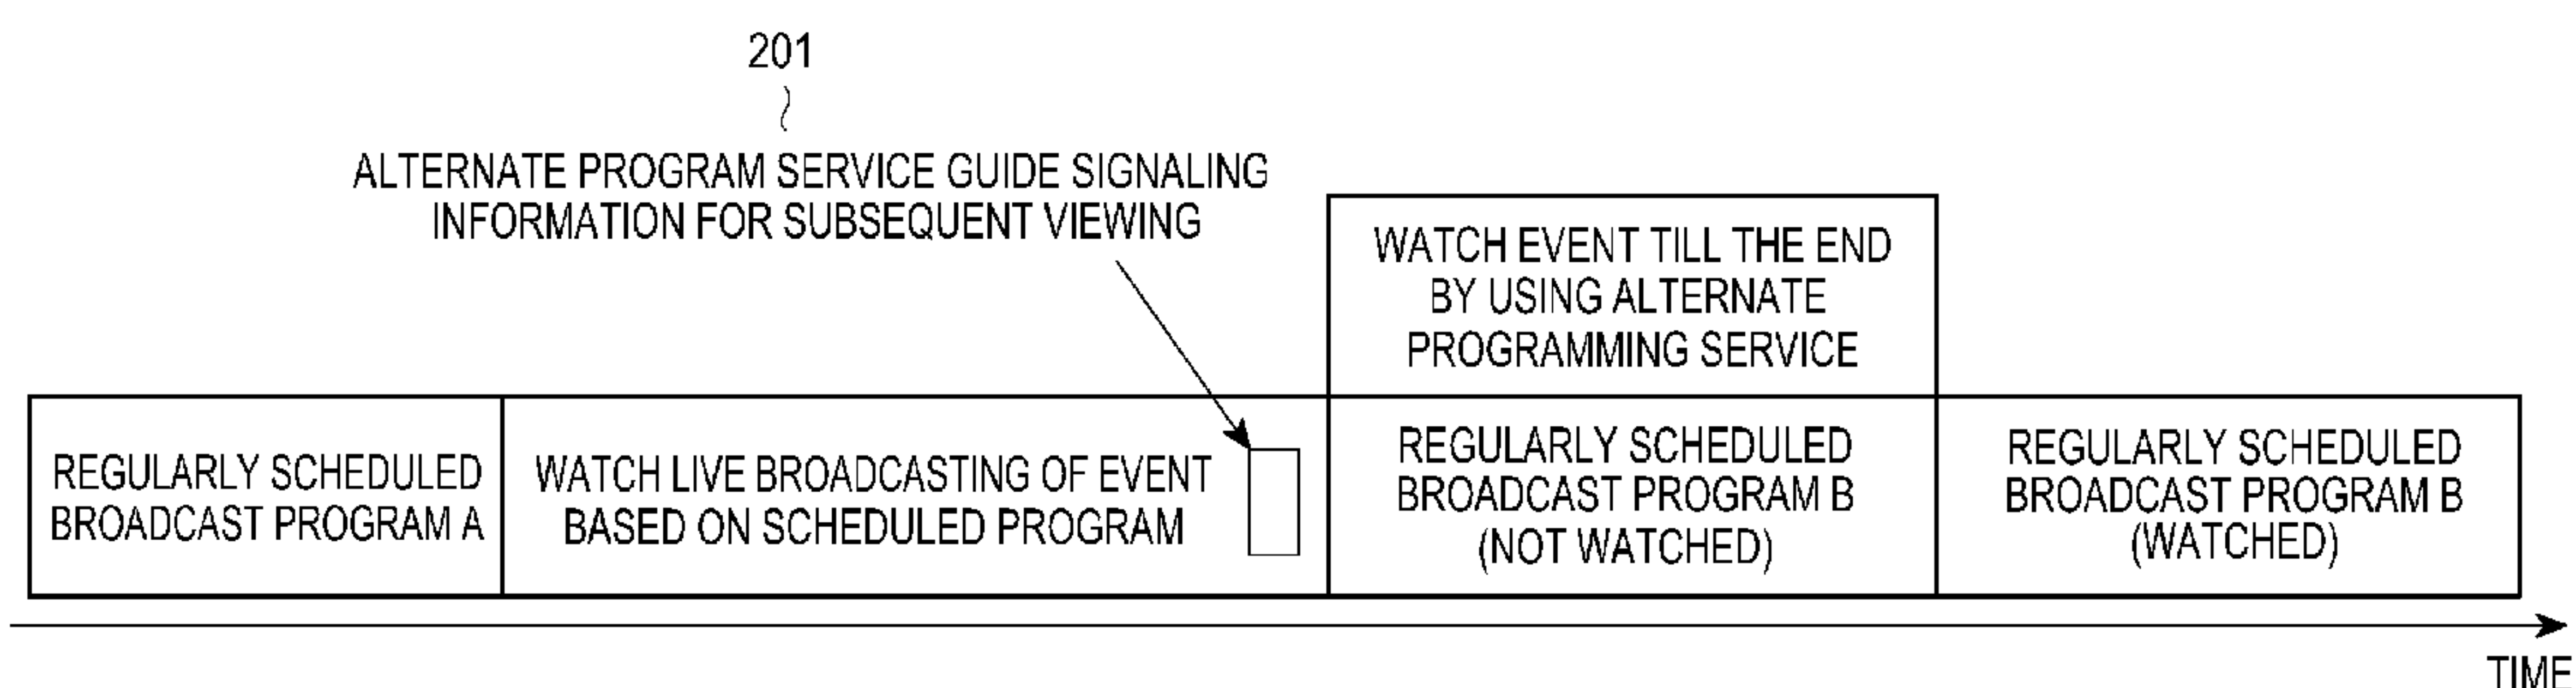 201
ALTERNATE PROGRAM SERVICE GUIDE SIGNALING
INFORMATION FOR SUBSEQUENT VIEWING
WATCH EVENT TILL THE END
BY USING ALTERNATE
PROGRAMMING SERVICE
REGULARLY SCHEDULED
BROADCAST PROGRAM A
WATCH LIVE BROADCASTING OF EVENT
BASED ON SCHEDULED PROGRAM
REGULARLY SCHEDULED
BROADCAST PROGRAM B
(NOT WATCHED)
REGULARLY SCHEDULED
BROADCAST PROGRAM B
(WATCHED)
TIME